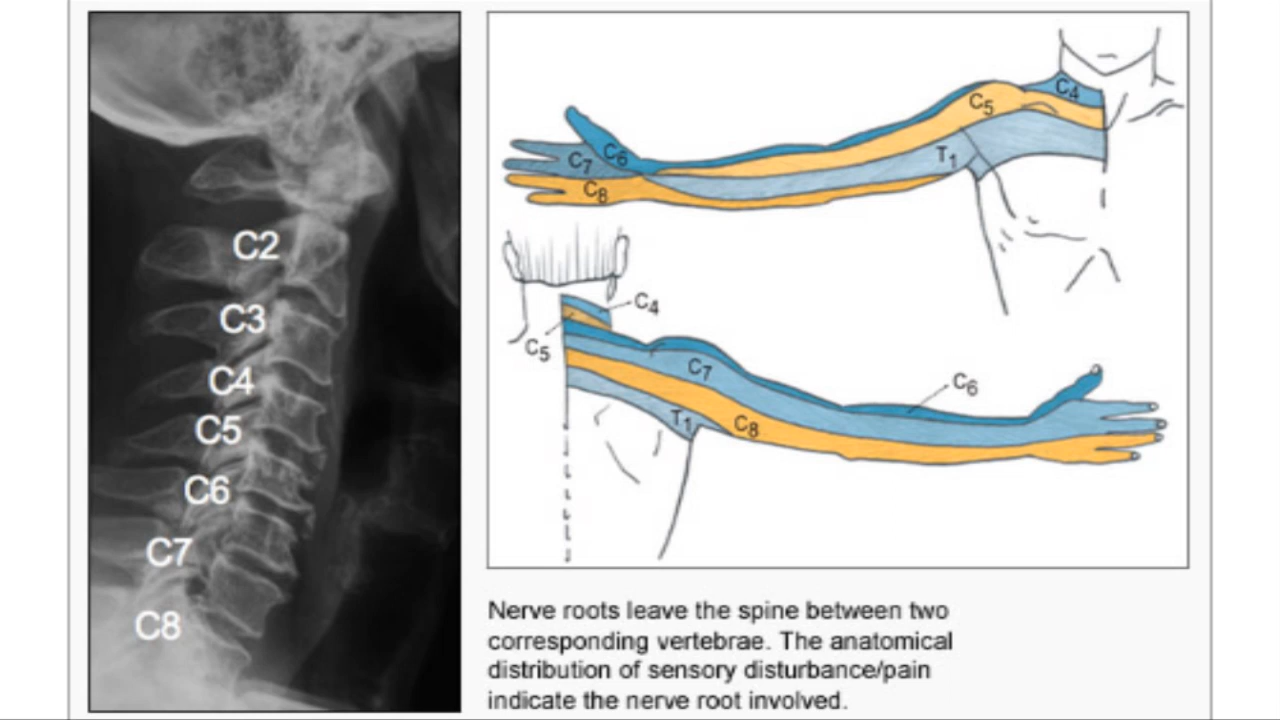 C2
C3
C4
C5
C6
C7
C8
C4
C5
C6
C7
T1
C8
C4
C5
C7
C6
T1
C8
Nerve roots leave the spine between two
corresponding vertebrae. The anatomical
distribution of sensory disturbance/pain
indicate the nerve root involved.